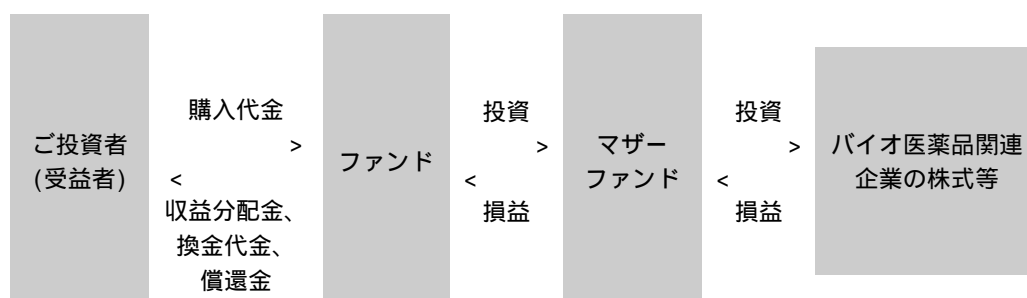 ご投資者
(受益者)
購入代金
>
<
収益分配金、
換金代金、
償還金
ファンド
投資
>
<
損益
マザー
ファンド
投資
>
<
損益
バイオ医薬品関連
企業の株式等